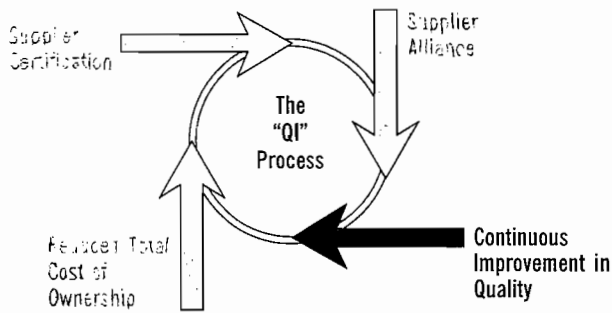 Supplier
Certification
Supplier
Alliance
The
"QI"
Process
Reduced Total
Cost of
Ownership
Continuous
Improvement in
Quality